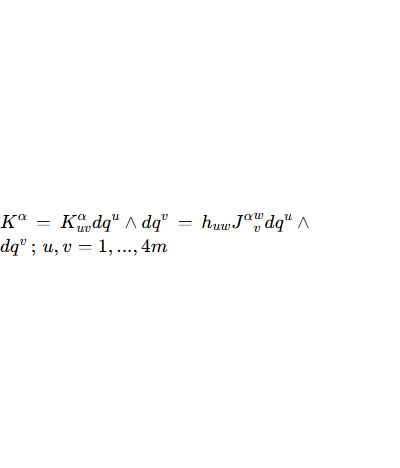 K^α = K^α_{uv} dq^u ∧ dq^v = h_{uw} J^{αw}_v dq^u ∧
dq^v ; u, v = 1, ..., 4m